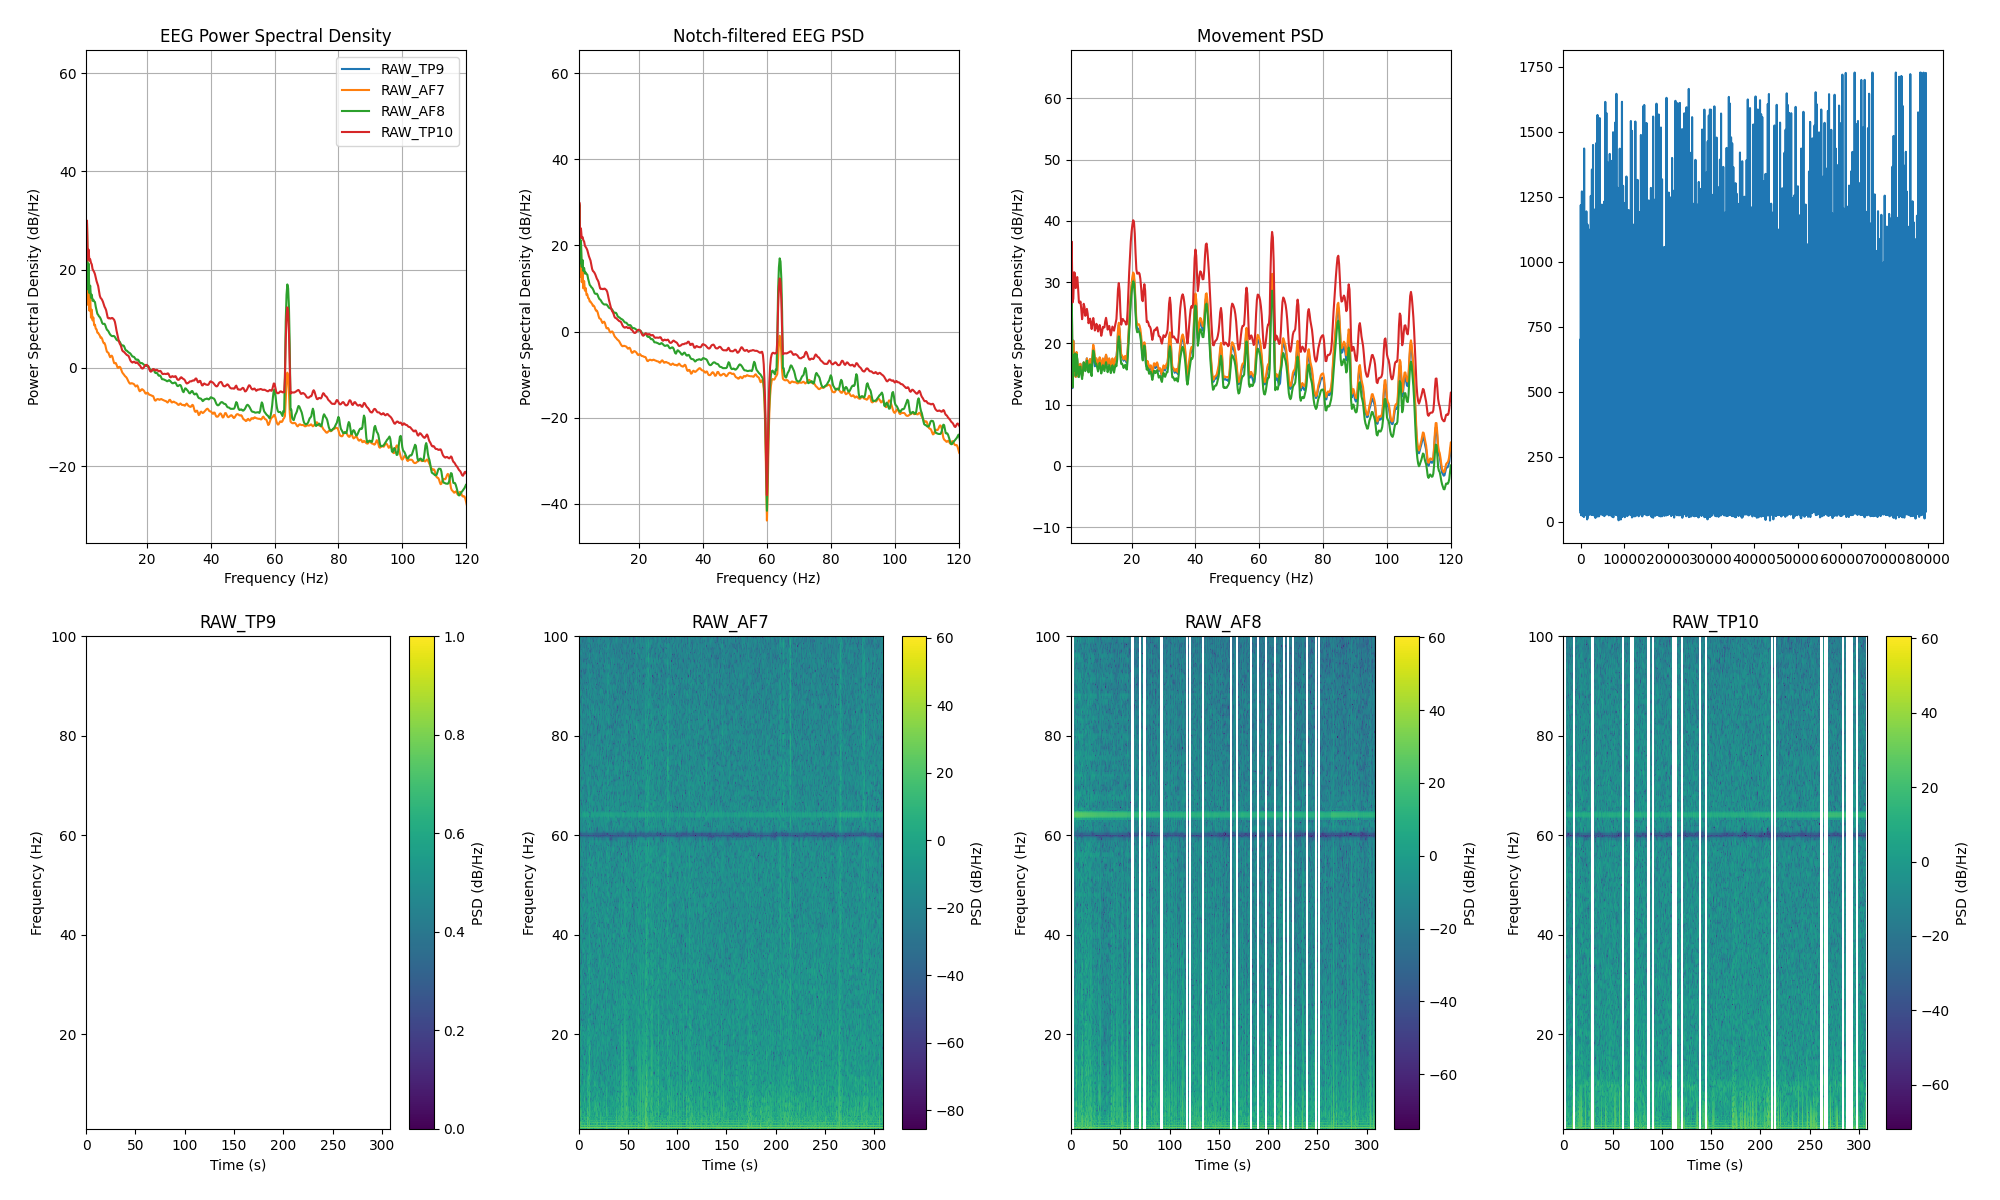 EEG Power Spectral Density
Power Spectral Density (dB/Hz)
60
40
20
0
−20
RAW_TP9
RAW_AF7
RAW_AF8
RAW_TP10
20 40 60 80 100 120
Frequency (Hz)
Notch-filtered EEG PSD
Power Spectral Density (dB/Hz)
60
40
20
0
−20
−40
20 40 60 80 100 120
Frequency (Hz)
Movement PSD
Power Spectral Density (dB/Hz)
60
50
40
30
20
10
0
−10
20 40 60 80 100 120
Frequency (Hz)
1750
1500
1250
1000
750
500
250
0
0 10000 20000 30000 40000 50000 60000 70000 80000
RAW_TP9
Frequency (Hz)
100
80
60
40
20
0 50 100 150 200 250 300
Time (s)
1.0
0.8
0.6
0.4
0.2
0.0
PSD (dB/Hz)
RAW_AF7
Frequency (Hz)
100
80
60
40
20
0 50 100 150 200 250 300
Time (s)
60
40
20
0
−20
−40
−60
−80
PSD (dB/Hz)
RAW_AF8
Frequency (Hz)
100
80
60
40
20
0 50 100 150 200 250 300
Time (s)
60
40
20
0
−20
−40
−60
PSD (dB/Hz)
RAW_TP10
Frequency (Hz)
100
80
60
40
20
0 50 100 150 200 250 300
Time (s)
60
40
20
0
−20
−40
−60
PSD (dB/Hz)